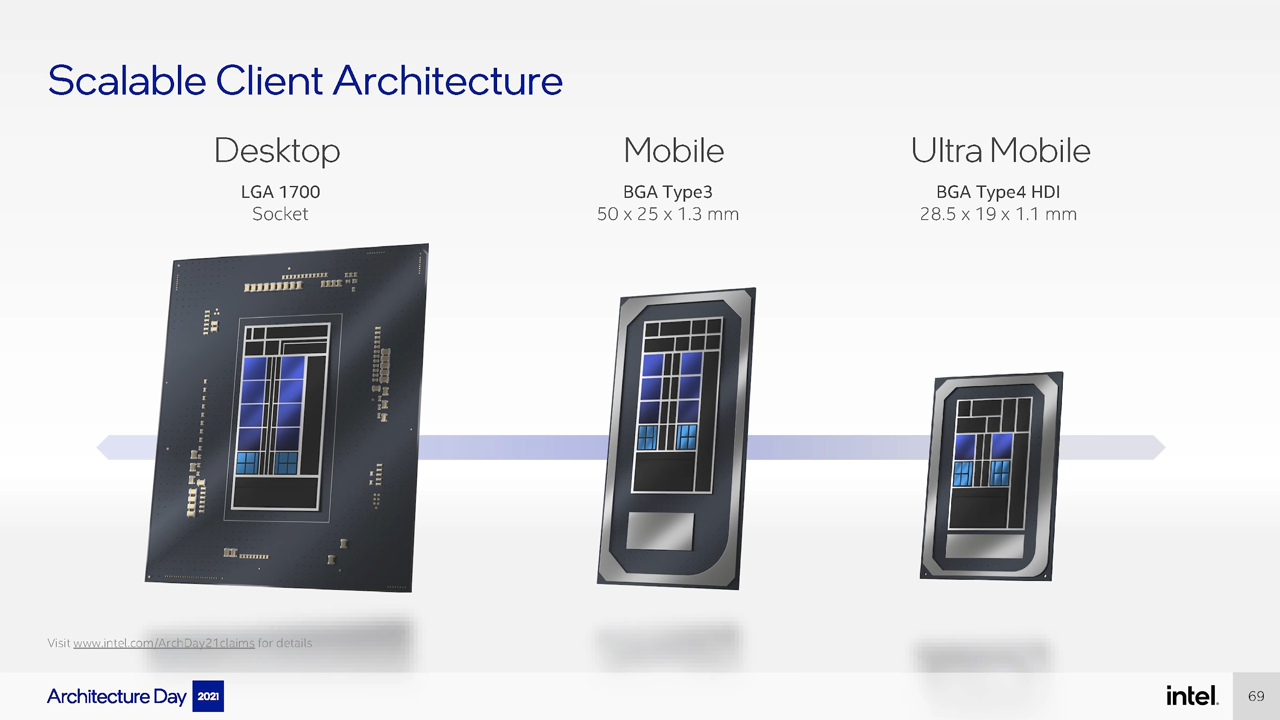 Scalable Client Architecture
Desktop
LGA 1700
Socket
Mobile
BGA Type3
50 x 25 x 1.3 mm
Ultra Mobile
BGA Type4 HDI
28.5 x 19 x 1.1 mm
Visit www.intel.com/ArchDay21claims for details
Architecture Day 2021
intel.
69